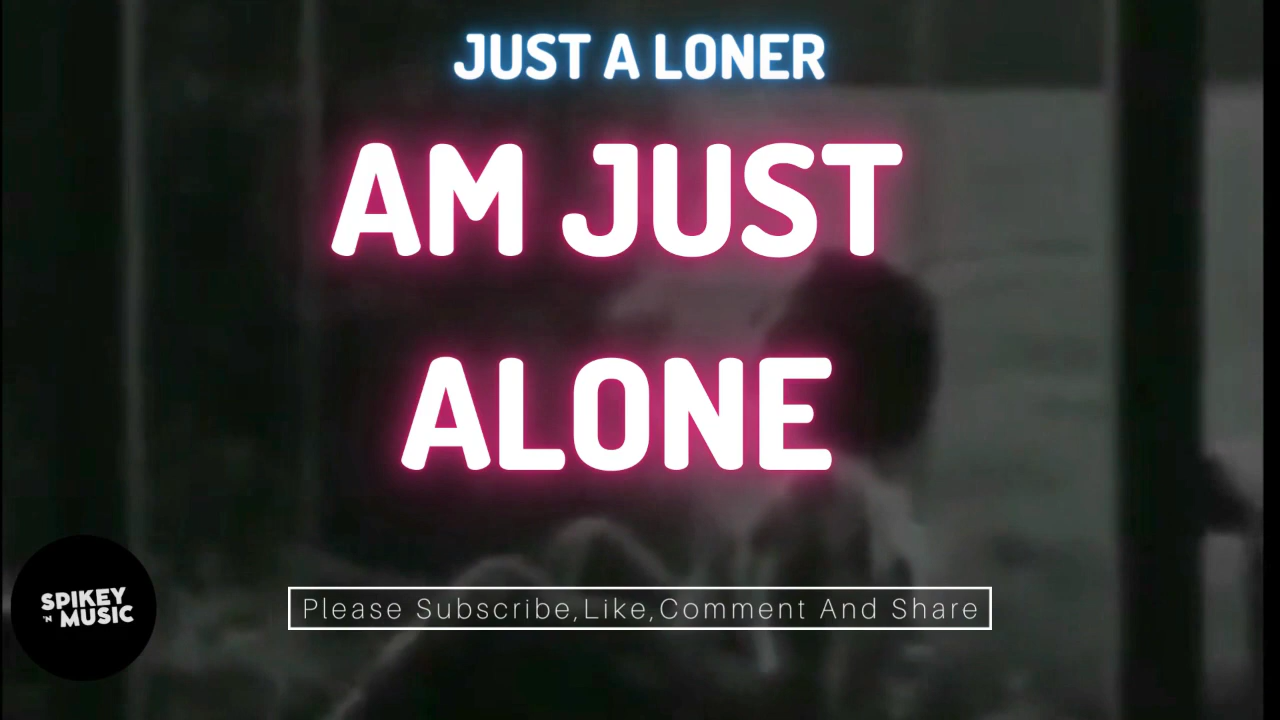 JUST A LONER
AM JUST
ALONE
SPIKEY
'N MUSIC
Please Subscribe,Like,Comment And Share